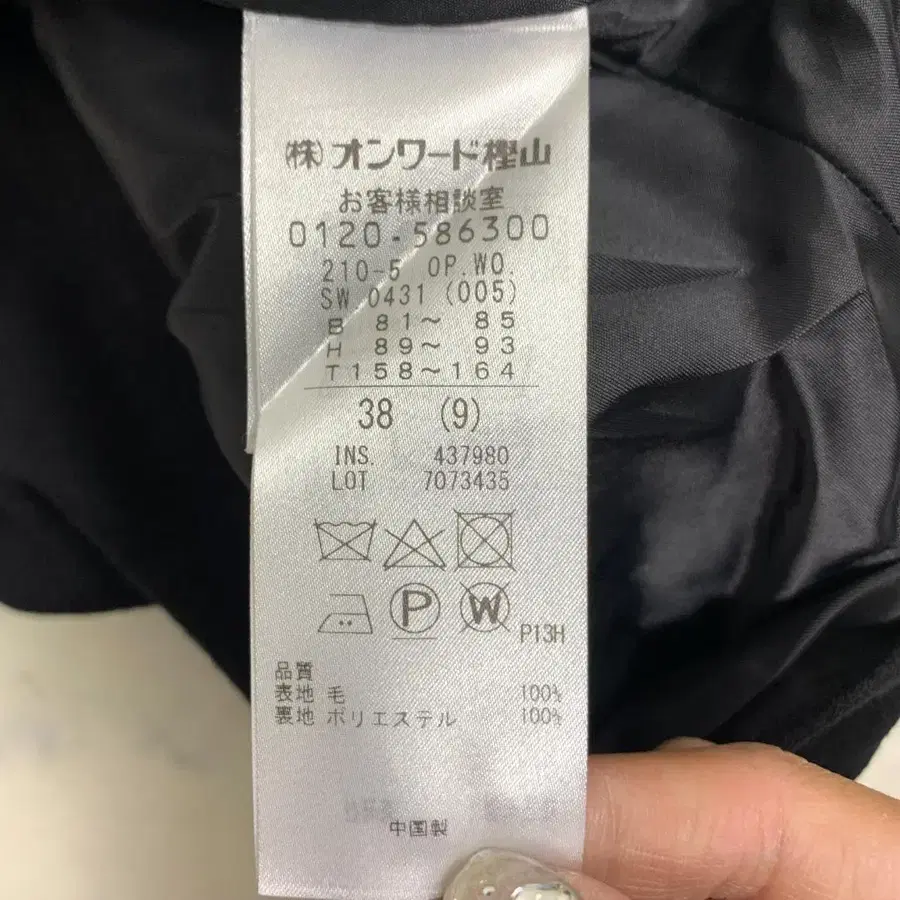 (株)オンワード樫山
お客様相談室
0120-586300
210-5 OP.WO.
SW 0431 (005)
B 81～ 85
H 89～ 93
T158～164
38 (9)
INS. 437980
LOT 7073435
P W P13H
品質
表地 毛 100%
裏地 ポリエステル 100%
中国製